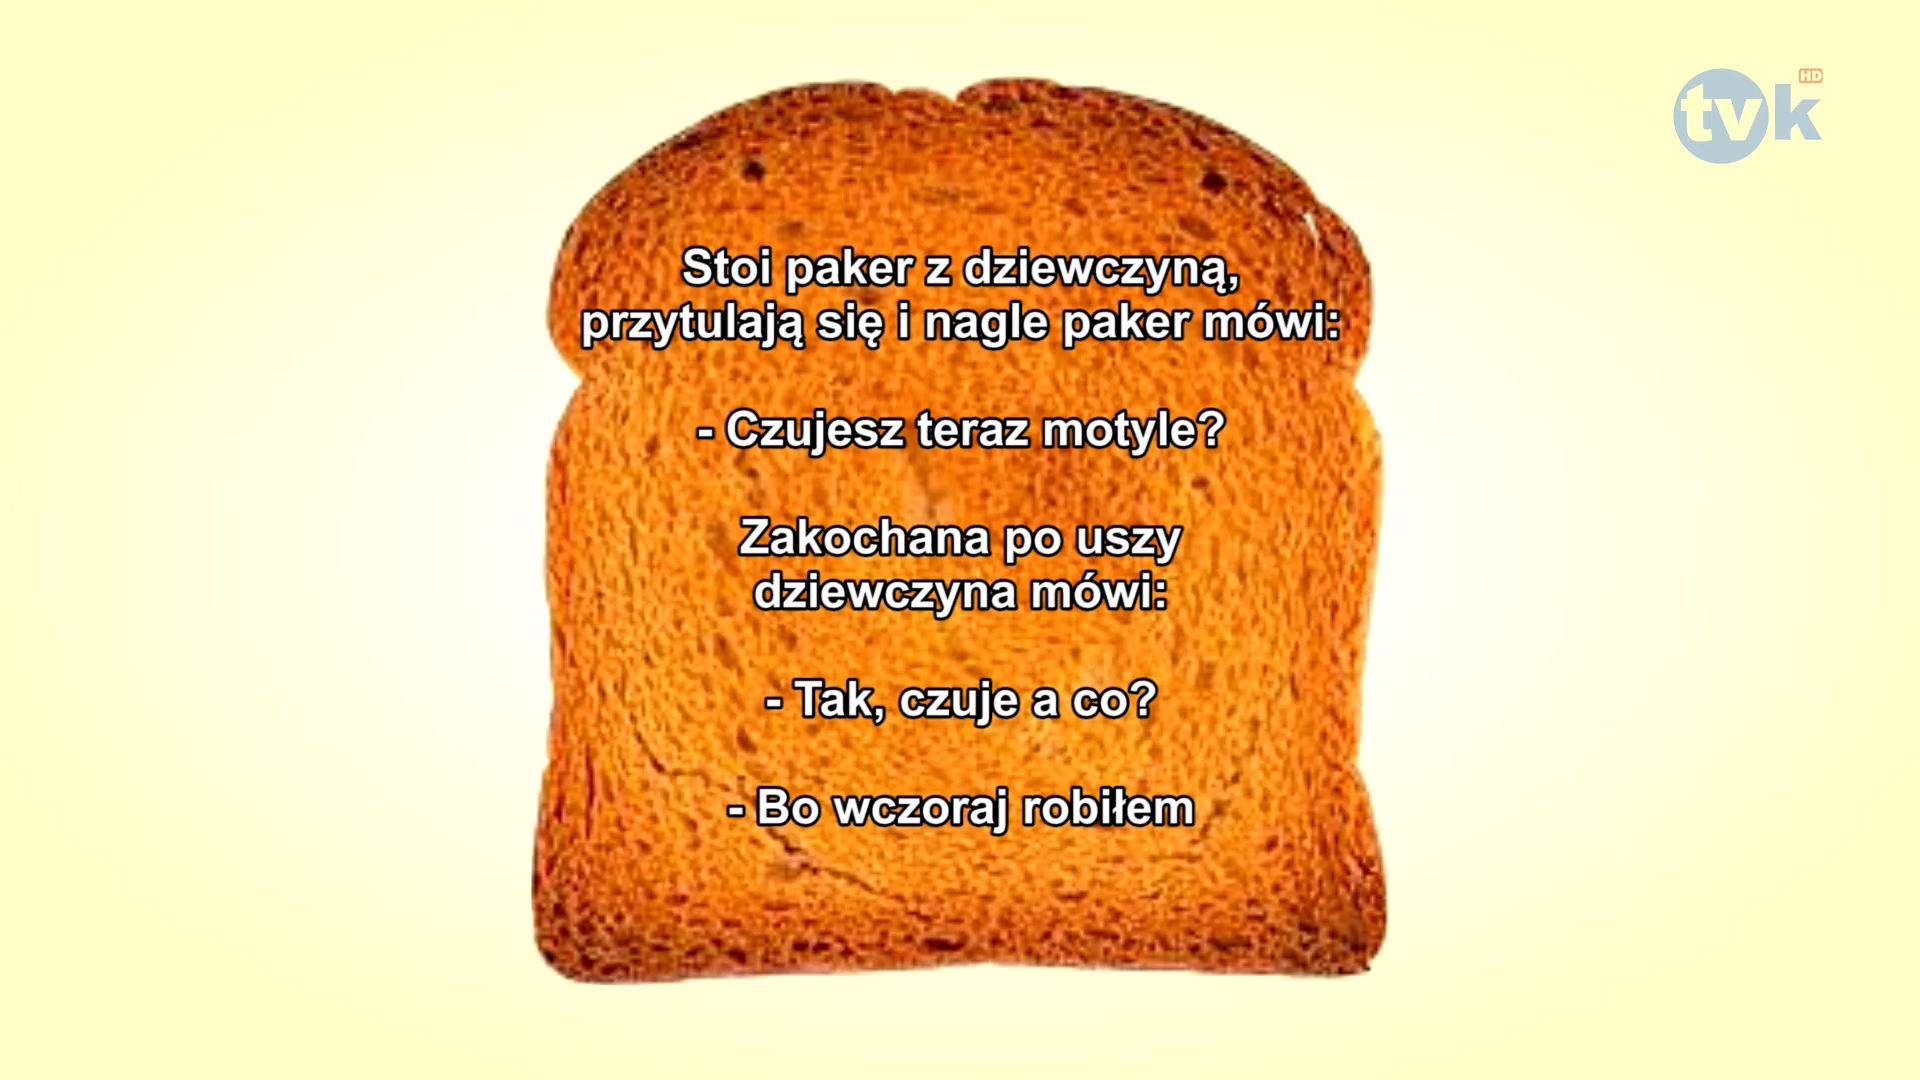 tvk HD
Stoi paker z dziewczyną,
przytulają się i nagle paker mówi:
- Czujesz teraz motyle?
Zakochana po uszy
dziewczyna mówi:
- Tak, czuje a co?
- Bo wczoraj robiłem